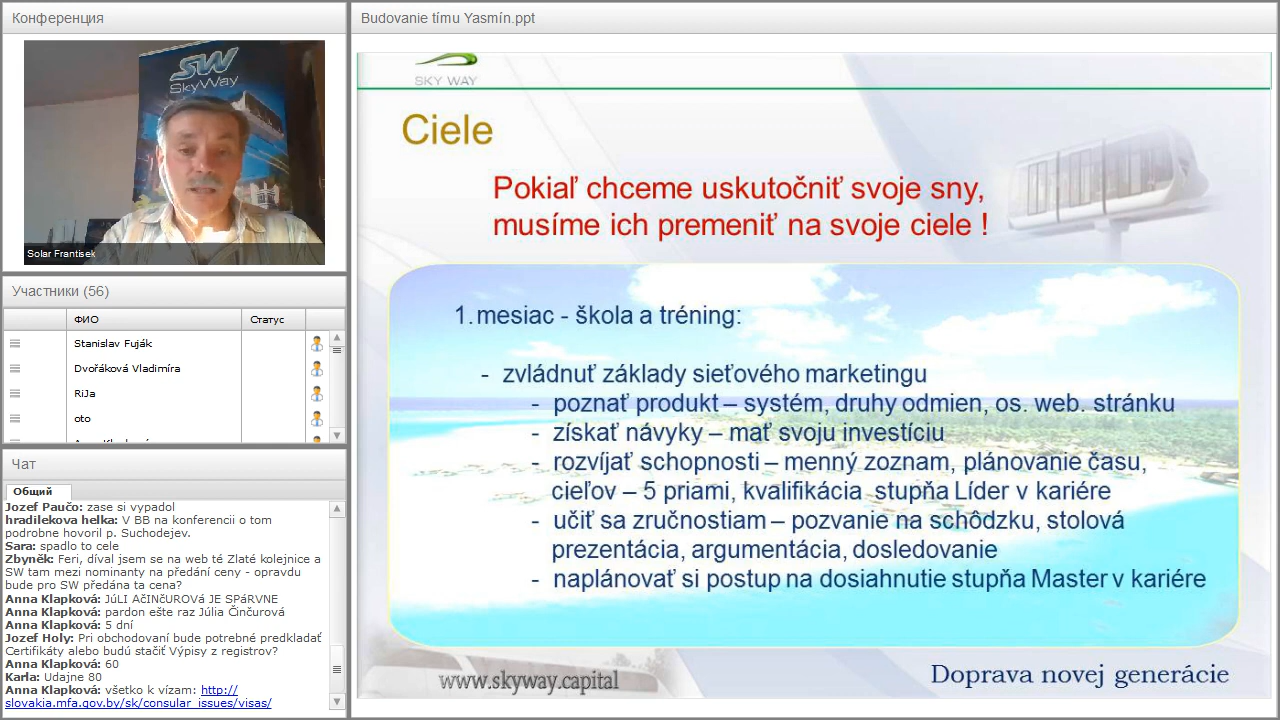 Конференция
SW
SkyWay
Solar Frantisek
Участники (56)
ФИО
Статус
Stanislav Fuják
Dvořáková Vladimíra
RiJa
oto
Чат
Общий
Jozef Paučo: zase si vypadol
hradilekova helka: V BB na konferencii o tom
podrobne hovoril p. Suchodejev.
Sara: spadlo to cele
Zbyněk: Feri, díval jsem se na web té Zlaté kolejnice a
SW tam mezi nominanty na předání ceny - opravdu
bude pro SW předána ta cena?
Anna Klapková: JúLI AčINčUROVá JE SPáRVNE
Anna Klapková: pardon ešte raz Júlia Činčurová
Anna Klapková: 5 dní
Jozef Holy: Pri obchodovaní bude potrebné predkladať
Certifikáty alebo budú stačiť Výpisy z registrov?
Anna Klapková: 60
Karla: Udajne 80
Anna Klapková: všetko k vízam: http://
slovakia.mfa.gov.by/sk/consular_issues/visas/
Budovanie tímu Yasmín.ppt
SKY WAY
Ciele
Pokiaľ chceme uskutočniť svoje sny,
musíme ich premeniť na svoje ciele !
1. mesiac - škola a tréning:
- zvládnuť základy sieťového marketingu
- poznať produkt – systém, druhy odmien, os. web. stránku
- získať návyky – mať svoju investíciu
- rozvíjať schopnosti – menný zoznam, plánovanie času,
cieľov – 5 priami, kvalifikácia stupňa Líder v kariére
- učiť sa zručnostiam – pozvanie na schôdzku, stolová
prezentácia, argumentácia, dosledovanie
- naplánovať si postup na dosiahnutie stupňa Master v kariére
www.skyway.capital
Doprava novej generácie